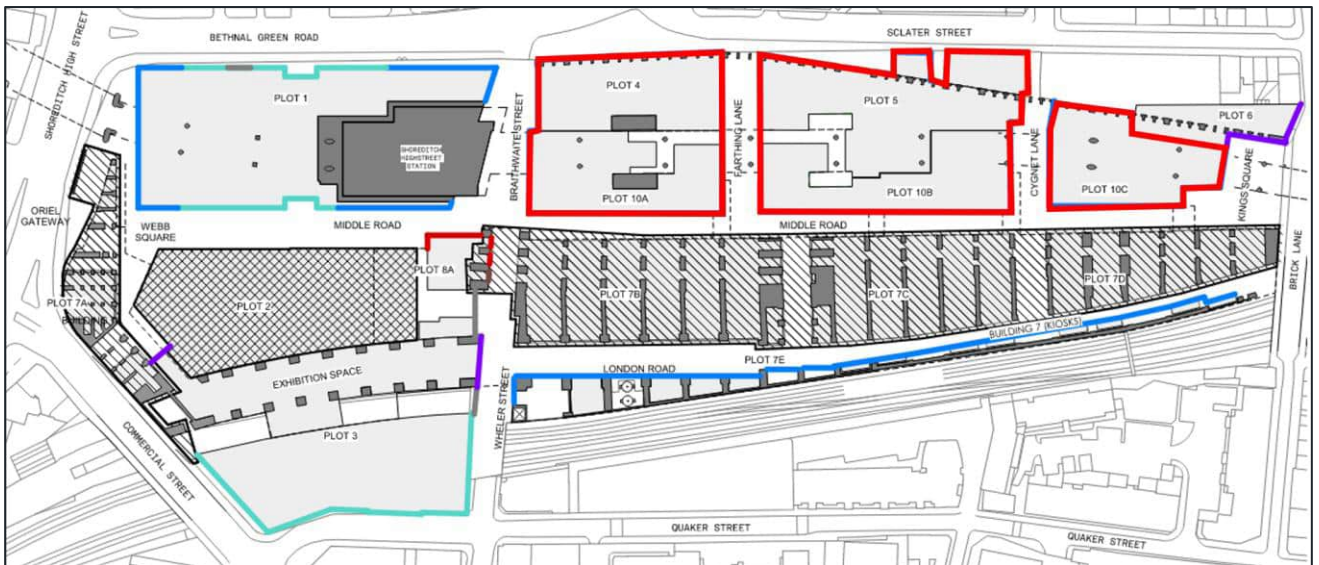 BETHNAL GREEN ROAD
SCLATER STREET
SHOREDITCH HIGH STREET
PLOT 1
SHOREDITCH
HIGHSTREET
STATION
BRAITHWAITE STREET
PLOT 4
FARTHING LANE
PLOT 5
CYGNET LANE
PLOT 6
PLOT 10A
PLOT 10B
PLOT 10C
KINGS SQUARE
ORIEL
GATEWAY
WEBB
SQUARE
MIDDLE ROAD
MIDDLE ROAD
BRICK LANE
PLOT 8A
PLOT 2
PLOT 7A
PLOT 7B
PLOT 7C
PLOT 7D
BUILDING 7 (KIOSKS)
PLOT 7E
LONDON ROAD
EXHIBITION SPACE
WHELER STREET
PLOT 3
COMMERCIAL STREET
QUAKER STREET
QUAKER STREET